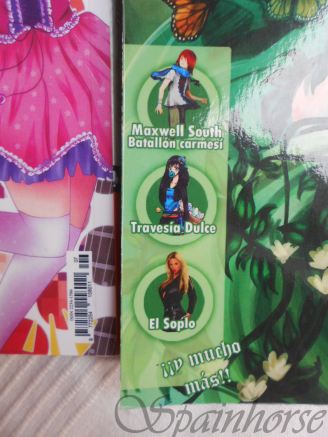 Maxwell South
Batallón carmesí
Travesía Dulce
El Soplo
¡¡y mucho
más!!
Spainhorse